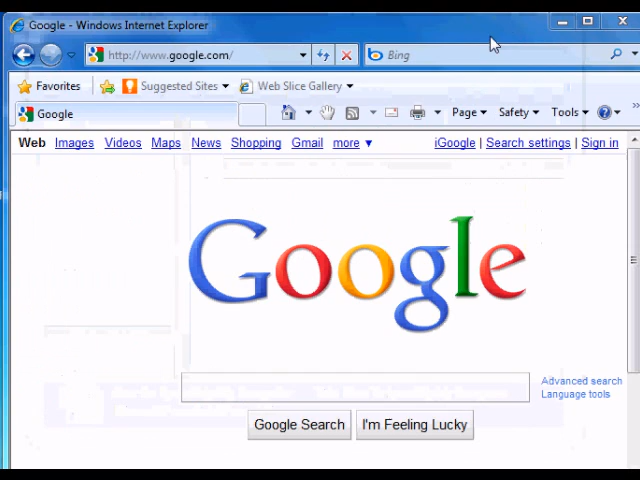 Google - Windows Internet Explorer
http://www.google.com/
Bing
Favorites Suggested Sites Web Slice Gallery
Google Page Safety Tools
Web Images Videos Maps News Shopping Gmail more iGoogle | Search settings | Sign in
Google
Advanced search
Language tools
Google Search I'm Feeling Lucky